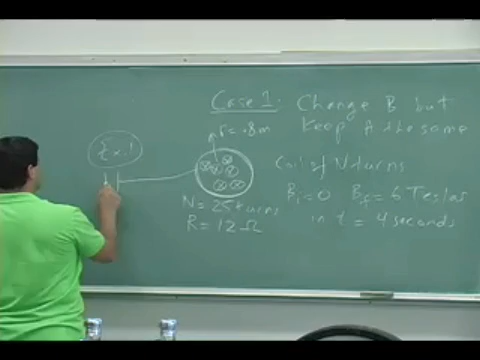 Case 1: Change B but
Keep A the same
r = .8m
Ex. 1
Coil of N turns
Bi = 0 Bf = 6 Teslas
in t = 4 seconds
N = 25 turns
R = 12 Ω